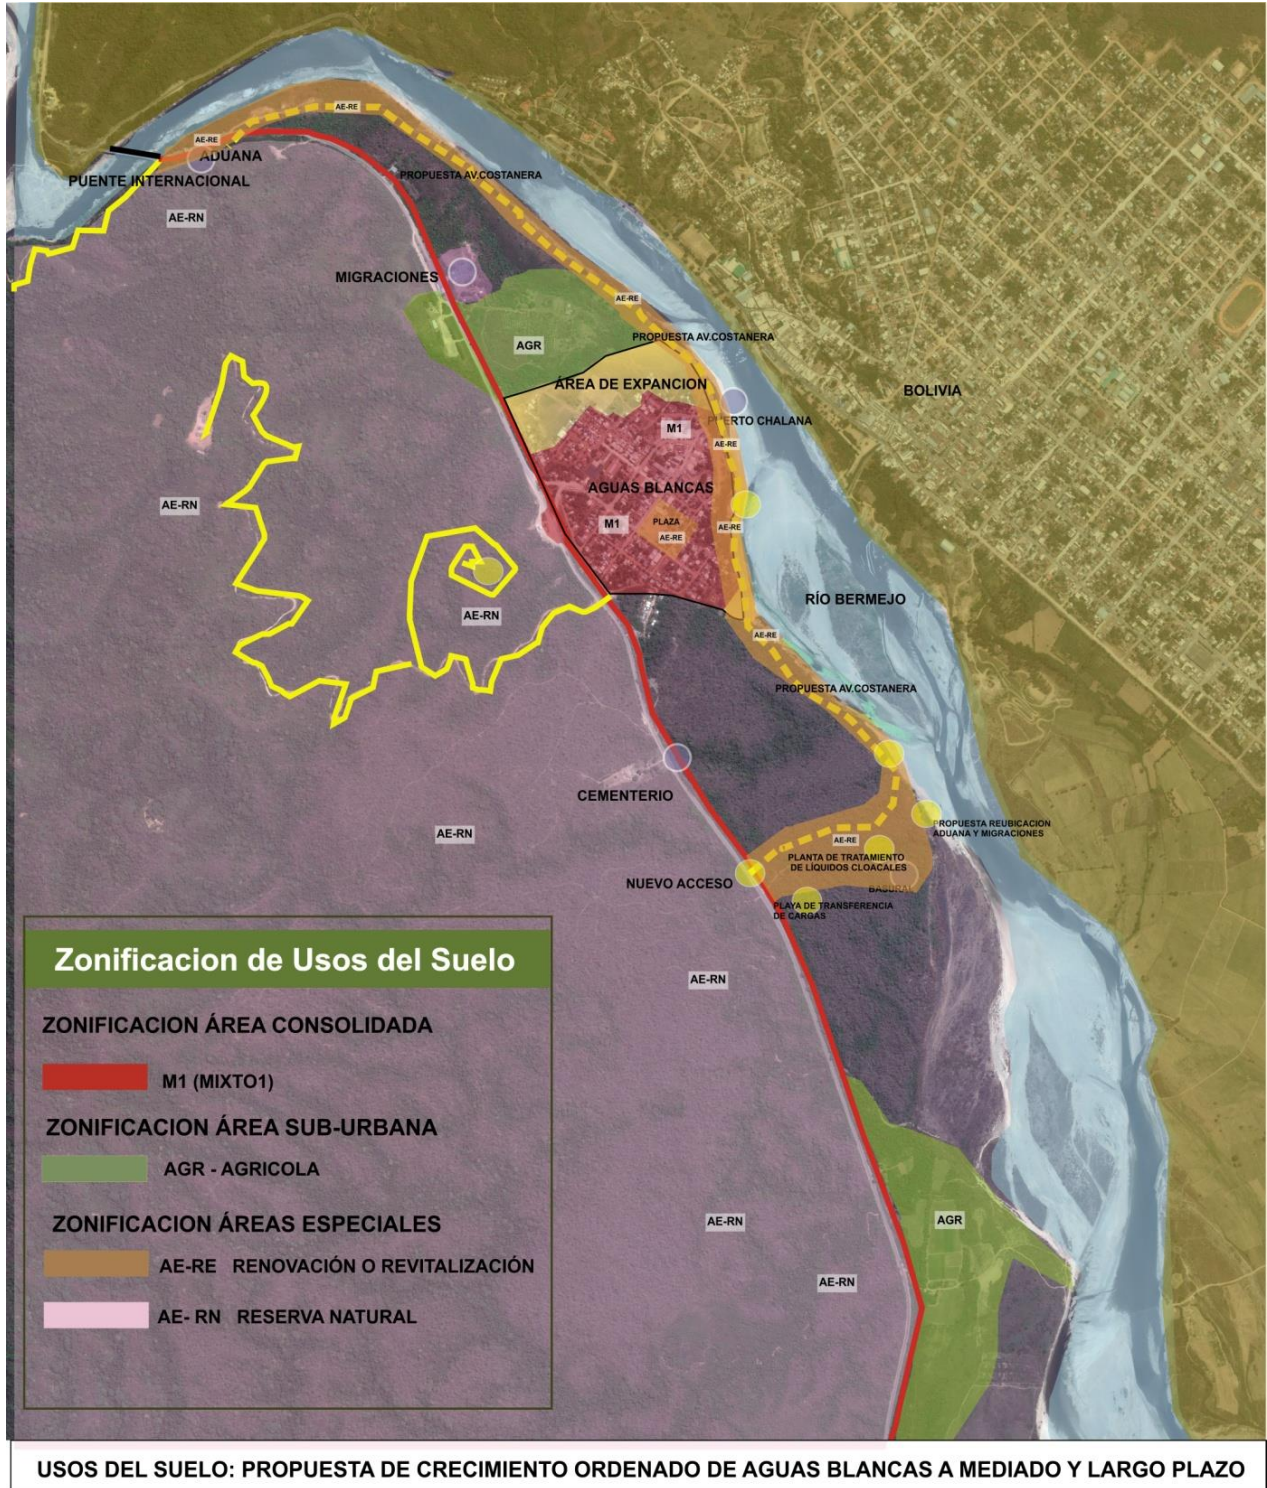 AE-RE
AE-RE
ADUANA
PUENTE INTERNACIONAL
PROPUESTA AV.COSTANERA
AE-RN
MIGRACIONES
AE-RE
PROPUESTA AV.COSTANERA
AGR
ÁREA DE EXPANCION
BOLIVIA
PUERTO CHALANA
M1
AE-RE
AGUAS BLANCAS
AE-RN
M1
PLAZA
AE-RE
AE-RE
RÍO BERMEJO
AE-RN
AE-RE
PROPUESTA AV.COSTANERA
CEMENTERIO
PROPUESTA REUBICACION
ADUANA Y MIGRACIONES
AE-RN
AE-RE
PLANTA DE TRATAMIENTO
DE LÍQUIDOS CLOACALES
NUEVO ACCESO
BASURAL
PLAYA DE TRANSFERENCIA
DE CARGAS
AE-RN
AE-RN
AGR
AE-RN
Zonificacion de Usos del Suelo
ZONIFICACION ÁREA CONSOLIDADA
M1 (MIXTO1)
ZONIFICACION ÁREA SUB-URBANA
AGR - AGRICOLA
ZONIFICACION ÁREAS ESPECIALES
AE-RE RENOVACIÓN O REVITALIZACIÓN
AE- RN RESERVA NATURAL
USOS DEL SUELO: PROPUESTA DE CRECIMIENTO ORDENADO DE AGUAS BLANCAS A MEDIADO Y LARGO PLAZO